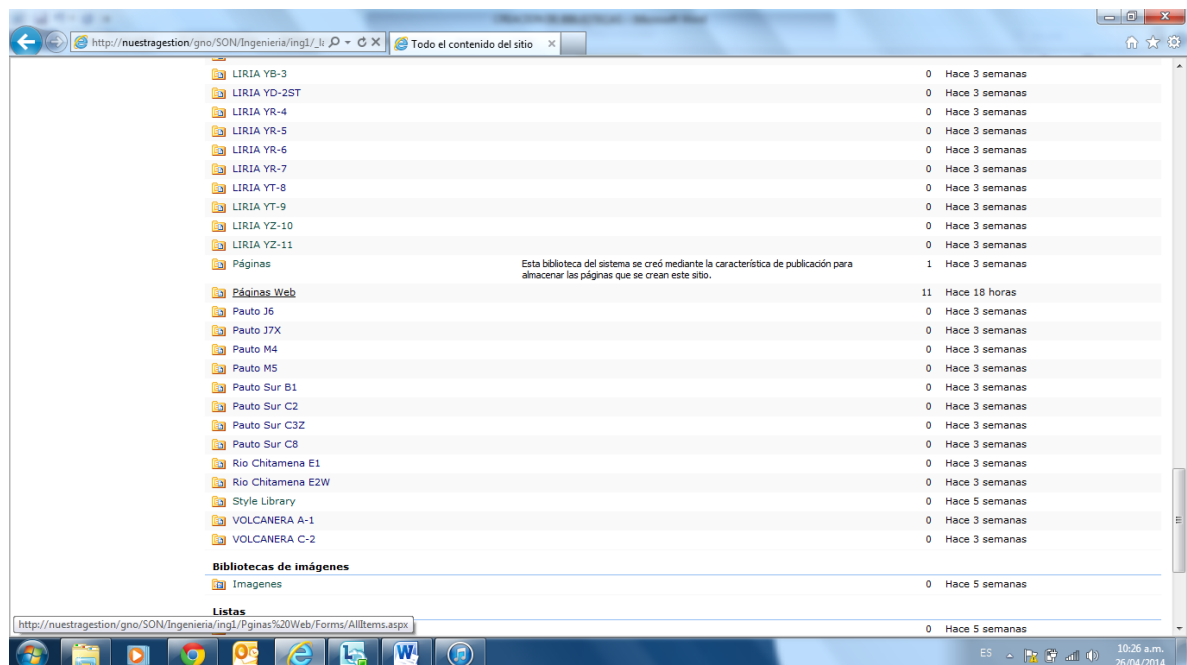 CREACION DE BIBLIOTECAS - Microsoft Word
http://nuestragestion/gno/SON/Ingenieria/ing1/_la
Todo el contenido del sitio
LIRIA YB-3 0 Hace 3 semanas
LIRIA YD-2ST 0 Hace 3 semanas
LIRIA YR-4 0 Hace 3 semanas
LIRIA YR-5 0 Hace 3 semanas
LIRIA YR-6 0 Hace 3 semanas
LIRIA YR-7 0 Hace 3 semanas
LIRIA YT-8 0 Hace 3 semanas
LIRIA YT-9 0 Hace 3 semanas
LIRIA YZ-10 0 Hace 3 semanas
LIRIA YZ-11 0 Hace 3 semanas
Páginas Esta biblioteca del sistema se creó mediante la característica de publicación para 1 Hace 3 semanas
almacenar las páginas que se crean este sitio.
Páginas Web 11 Hace 18 horas
Pauto J6 0 Hace 3 semanas
Pauto J7X 0 Hace 3 semanas
Pauto M4 0 Hace 3 semanas
Pauto M5 0 Hace 3 semanas
Pauto Sur B1 0 Hace 3 semanas
Pauto Sur C2 0 Hace 3 semanas
Pauto Sur C3Z 0 Hace 3 semanas
Pauto Sur C8 0 Hace 3 semanas
Rio Chitamena E1 0 Hace 3 semanas
Rio Chitamena E2W 0 Hace 3 semanas
Style Library 0 Hace 5 semanas
VOLCANERA A-1 0 Hace 3 semanas
VOLCANERA C-2 0 Hace 3 semanas
Bibliotecas de imágenes
Imagenes 0 Hace 5 semanas
Listas
http://nuestragestion/gno/SON/Ingenieria/ing1/Pginas%20Web/Forms/AllItems.aspx
0 Hace 5 semanas
ES 10:26 a.m.
26/04/2014